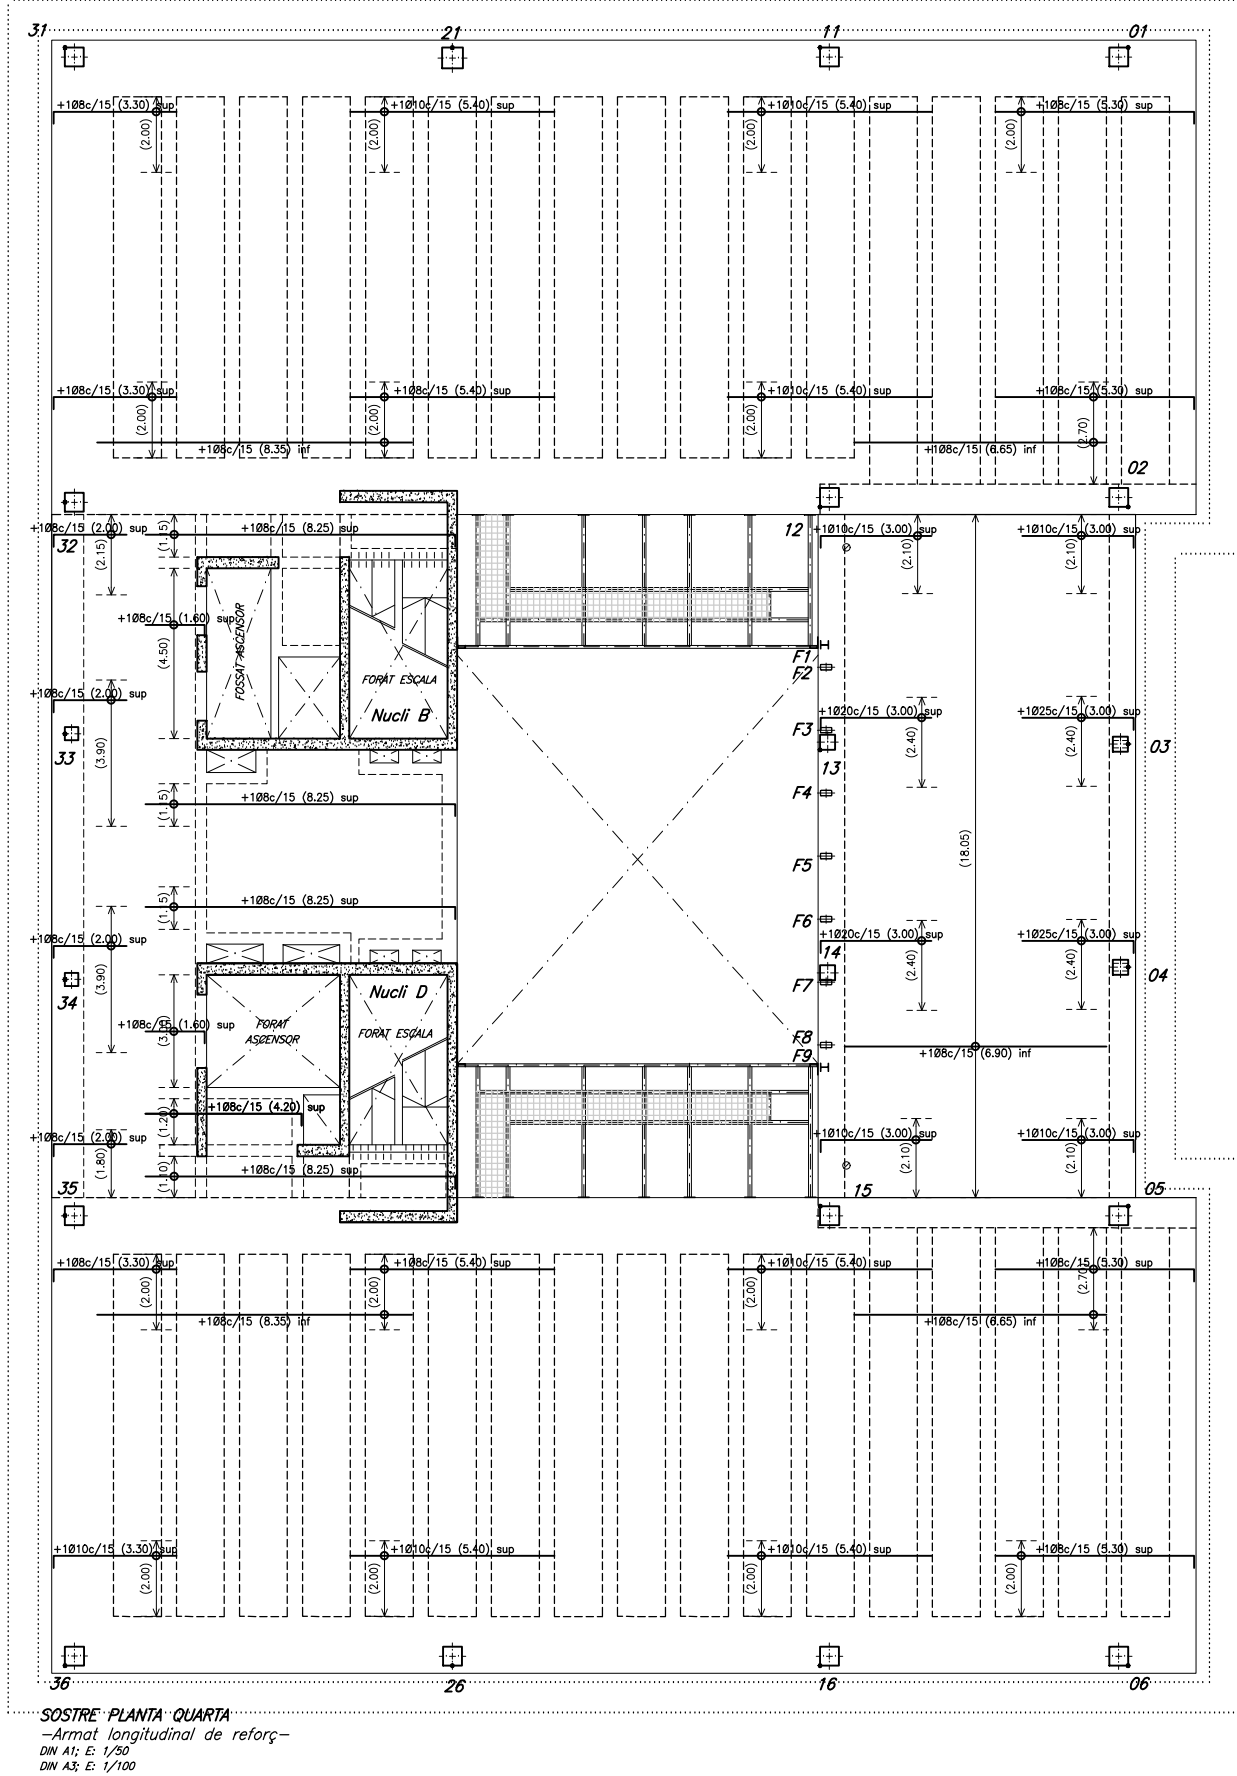 31
21
11
01
+1Ø8c/15 (3.30) sup
+1Ø10c/15 (5.40) sup
+1Ø10c/15 (5.40) sup
+1Ø8c/15 (5.30) sup
(2.00)
(2.00)
(2.00)
(2.00)
+1Ø8c/15 (3.30) sup
+1Ø8c/15 (5.40) sup
+1Ø10c/15 (5.40) sup
+1Ø8c/15 (5.30) sup
(2.00)
(2.00)
(2.00)
(2.70)
+1Ø8c/15 (8.35) inf
+1Ø8c/15 (6.65) inf
02
+1Ø8c/15 (2.00) sup
+1Ø8c/15 (8.25) sup
12
+1Ø10c/15 (3.00) sup
+1Ø10c/15 (3.00) sup
32
(2.15)
(1.15)
(2.10)
(2.10)
+1Ø8c/15 (1.60) sup
(4.50)
FOSSAT ASCENSOR
FORAT ESCALA
Nucli B
F1
F2
+1Ø8c/15 (2.00) sup
+1Ø20c/15 (3.00) sup
+1Ø25c/15 (3.00) sup
F3
33
(3.90)
13
(2.40)
(2.40)
03
F4
+1Ø8c/15 (8.25) sup
(1.15)
(18.05)
F5
+1Ø8c/15 (8.25) sup
(1.15)
F6
+1Ø8c/15 (2.00) sup
+1Ø20c/15 (3.00) sup
+1Ø25c/15 (3.00) sup
14
34
(3.90)
Nucli D
F7
(2.40)
(2.40)
04
+1Ø8c/15 (1.60) sup
FORAT
ASCENSOR
FORAT ESCALA
F8
F9
+1Ø8c/15 (6.90) inf
+1Ø8c/15 (4.20) sup
(1.20)
+1Ø8c/15 (2.00) sup
+1Ø10c/15 (3.00) sup
+1Ø10c/15 (3.00) sup
(1.80)
(1.10)
+1Ø8c/15 (8.25) sup
(2.10)
(2.10)
35
15
05
+1Ø8c/15 (3.30) sup
+1Ø8c/15 (5.40) sup
+1Ø10c/15 (5.40) sup
+1Ø8c/15 (5.30) sup
(2.00)
(2.00)
(2.00)
(2.70)
+1Ø8c/15 (8.35) inf
+1Ø8c/15 (6.65) inf
+1Ø10c/15 (3.30) sup
+1Ø10c/15 (5.40) sup
+1Ø10c/15 (5.40) sup
+1Ø8c/15 (5.30) sup
(2.00)
(2.00)
(2.00)
(2.00)
36
26
16
06
SOSTRE PLANTA QUARTA
-Armat longitudinal de reforç-
DIN A1; E: 1/50
DIN A3; E: 1/100